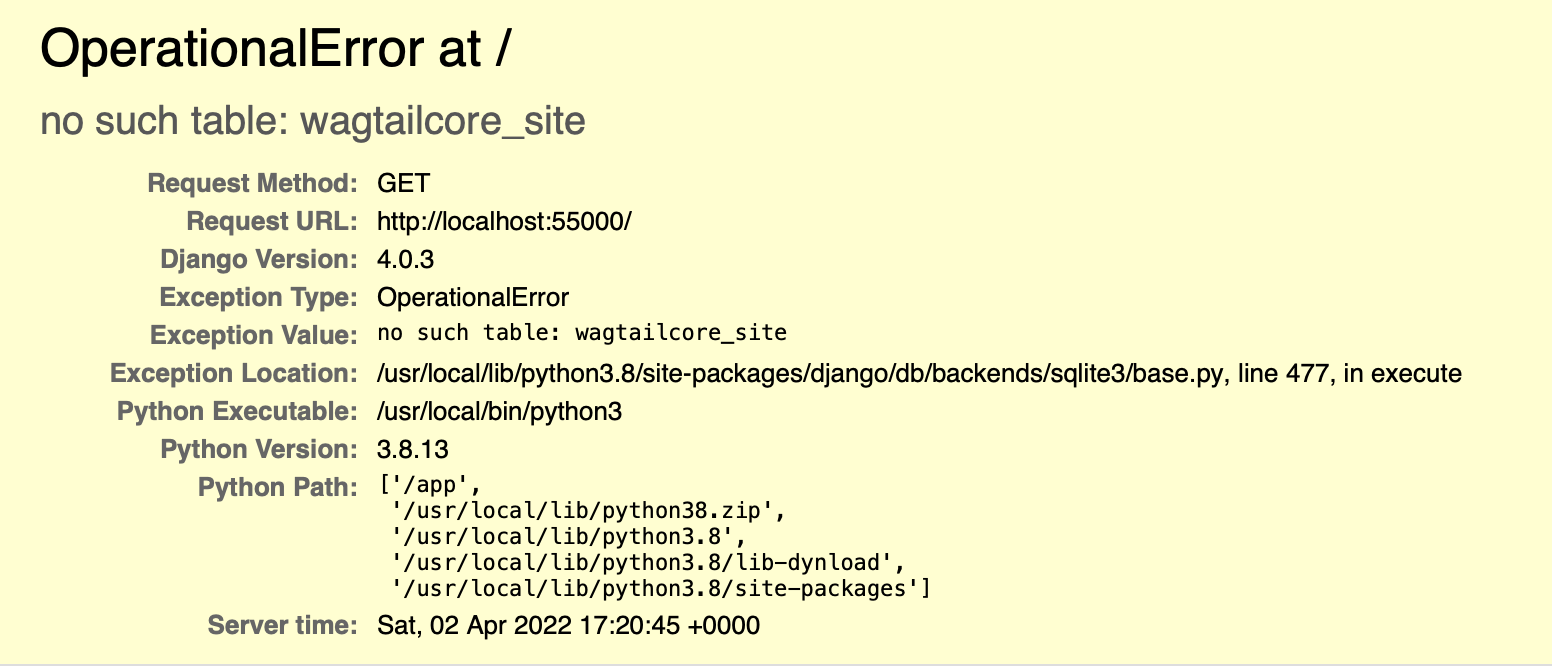 OperationalError at /
no such table: wagtailcore_site
Request Method: GET
Request URL: http://localhost:55000/
Django Version: 4.0.3
Exception Type: OperationalError
Exception Value: no such table: wagtailcore_site
Exception Location: /usr/local/lib/python3.8/site-packages/django/db/backends/sqlite3/base.py, line 477, in execute
Python Executable: /usr/local/bin/python3
Python Version: 3.8.13
Python Path: ['/app',
'/usr/local/lib/python38.zip',
'/usr/local/lib/python3.8',
'/usr/local/lib/python3.8/lib-dynload',
'/usr/local/lib/python3.8/site-packages']
Server time: Sat, 02 Apr 2022 17:20:45 +0000